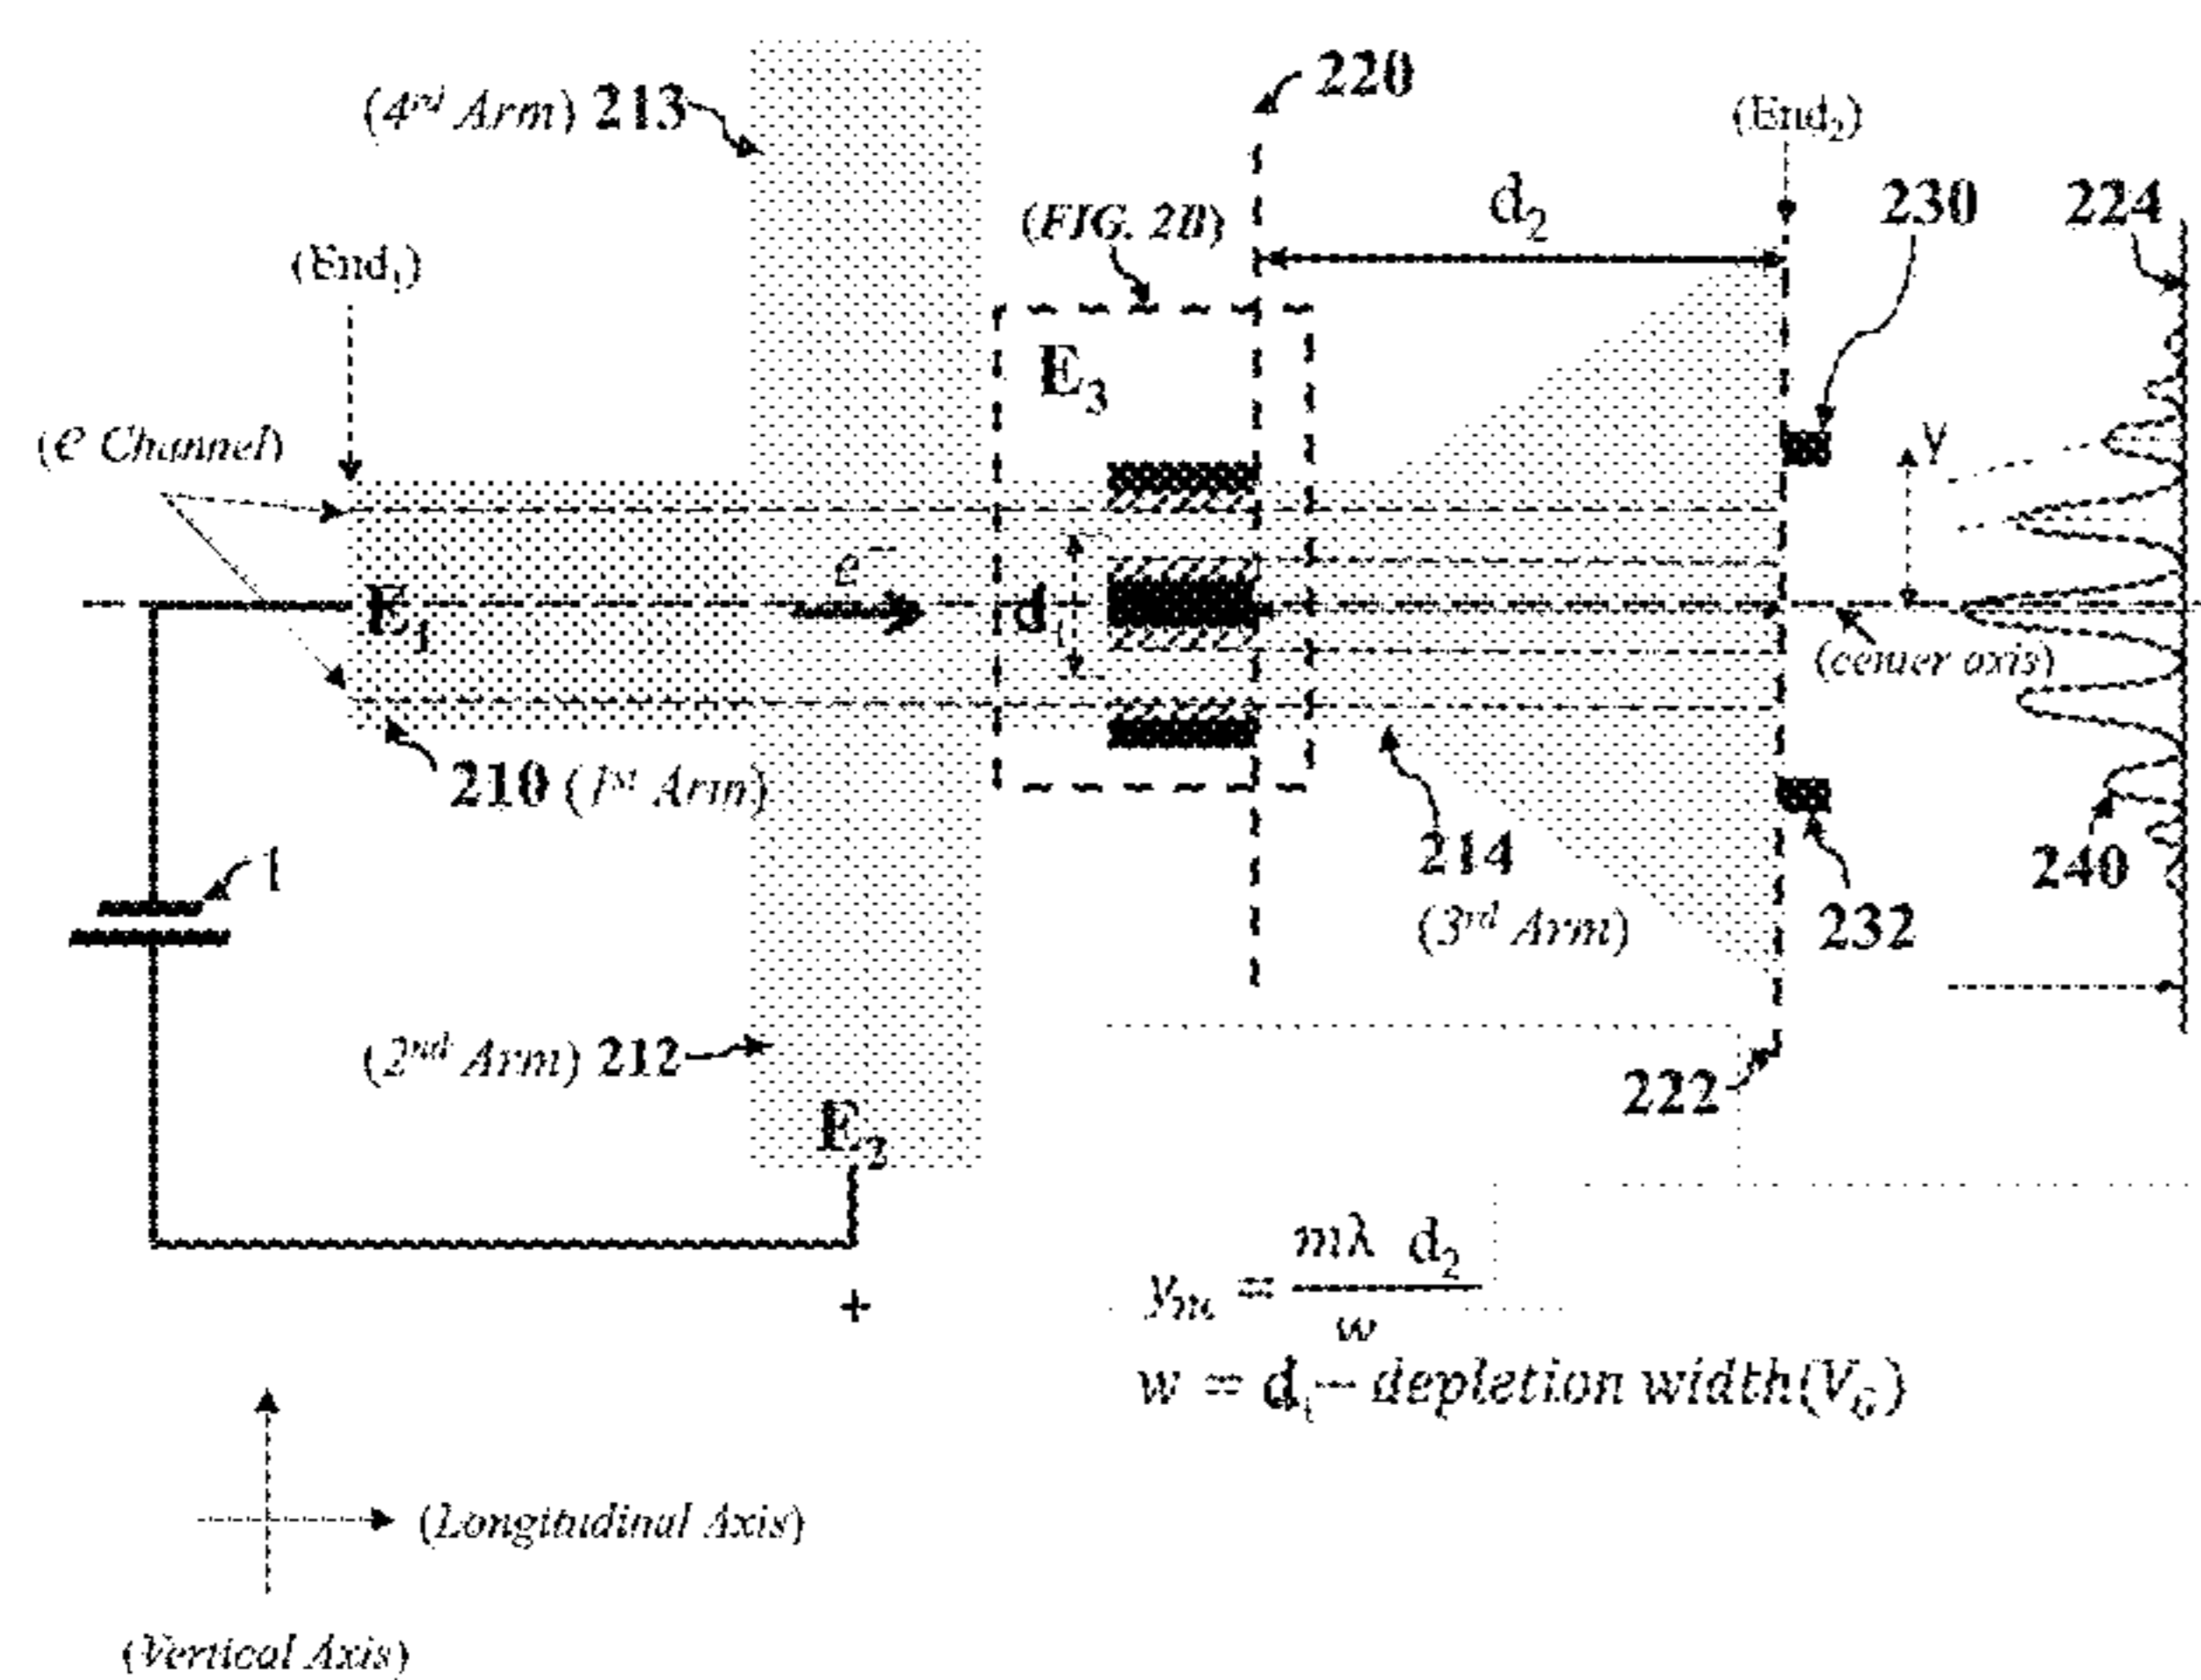 220
(4rd Arm) 213
(End2)
d2
230
224
(FIG. 2B)
(End1)
E3
(e Channel)
y
e−
E1
d1
(center axis)
210 (1st Arm)
214
(3rd Arm)
240
1
232
(2nd Arm) 212
222
E2
ym = mλ d2 / w
+
w = d1 − depletion width(VG)
(Longitudinal Axis)
(Vertical Axis)